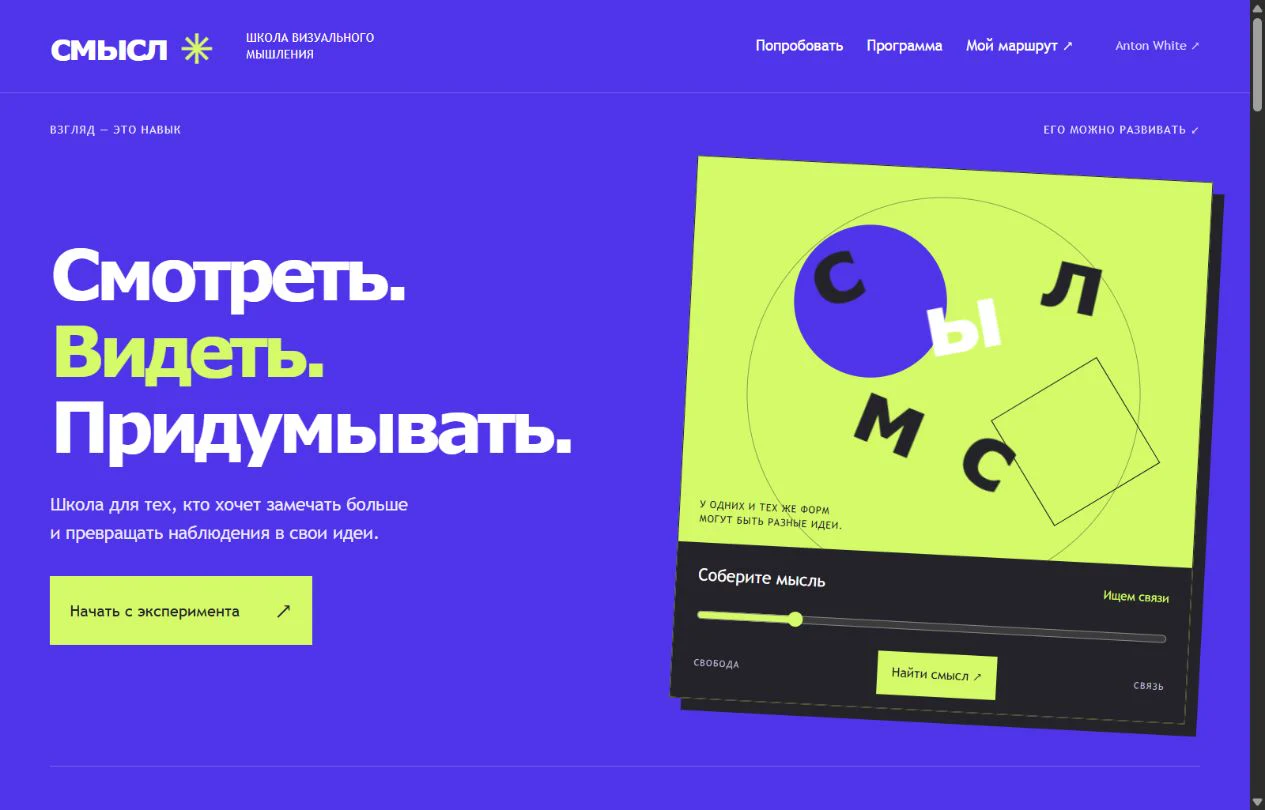 смысл
ШКОЛА ВИЗУАЛЬНОГО
МЫШЛЕНИЯ
Попробовать
Программа
Мой маршрут ↗
Anton White ↗
ВЗГЛЯД — ЭТО НАВЫК
ЕГО МОЖНО РАЗВИВАТЬ ↙
Смотреть.
Видеть.
Придумывать.
Школа для тех, кто хочет замечать больше
и превращать наблюдения в свои идеи.
Начать с эксперимента ↗
с ы л
м с
У ОДНИХ И ТЕХ ЖЕ ФОРМ
МОГУТ БЫТЬ РАЗНЫЕ ИДЕИ.
Соберите мысль
Ищем связи
СВОБОДА
Найти смысл ↗
СВЯЗЬ